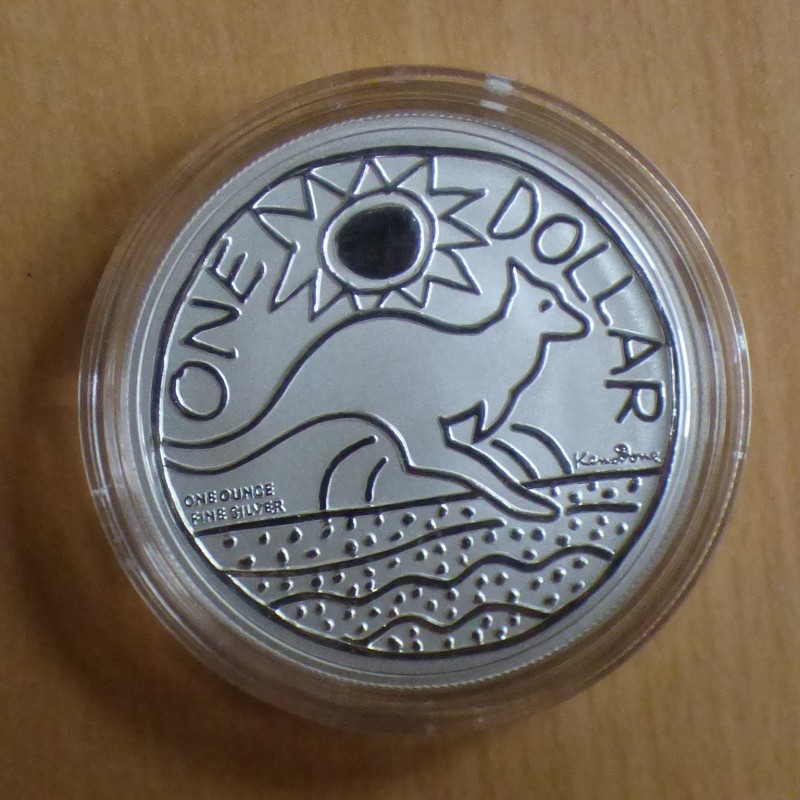 ONE DOLLAR
Ken Done
ONE OUNCE
FINE SILVER